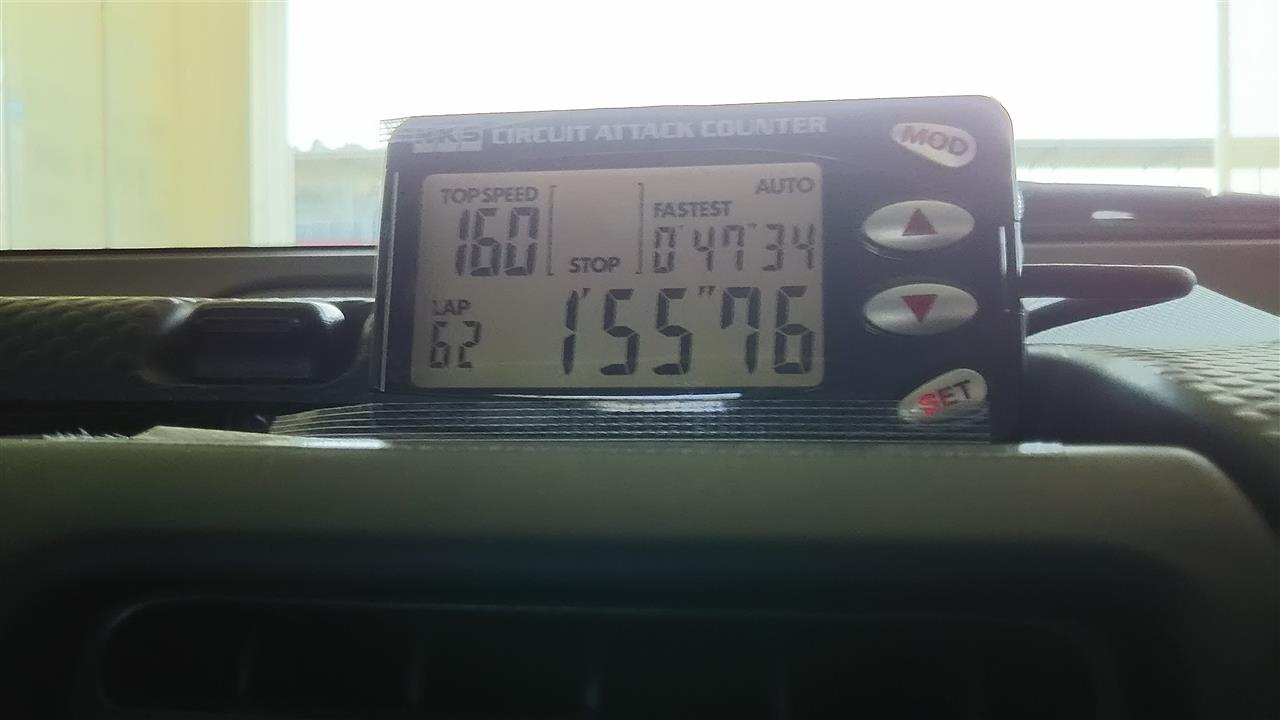 HKS CIRCUIT ATTACK COUNTER
MOD
TOP SPEED
160
STOP
AUTO
FASTEST
0'47"34
LAP
62
1'55"76
SET